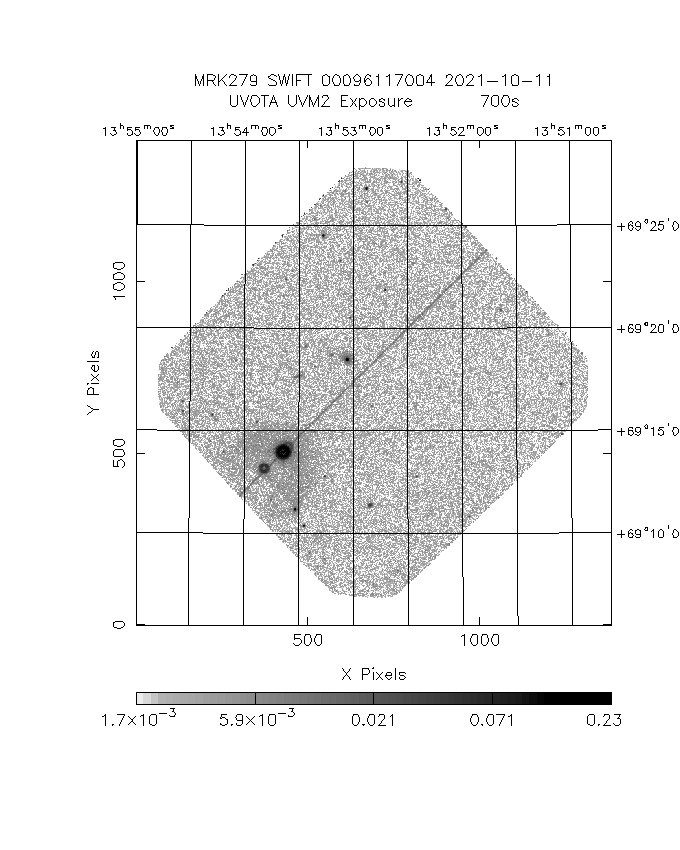 MRK279 SWIFT 00096117004 2021-10-11
UVOTA UVM2 Exposure 700s
13ʰ55ᵐ00ˢ 13ʰ54ᵐ00ˢ 13ʰ53ᵐ00ˢ 13ʰ52ᵐ00ˢ 13ʰ51ᵐ00ˢ
+69°25'0
1000
+69°20'0
Y Pixels
+69°15'0
500
+69°10'0
0
500 1000
X Pixels
1.7×10⁻³ 5.9×10⁻³ 0.021 0.071 0.23